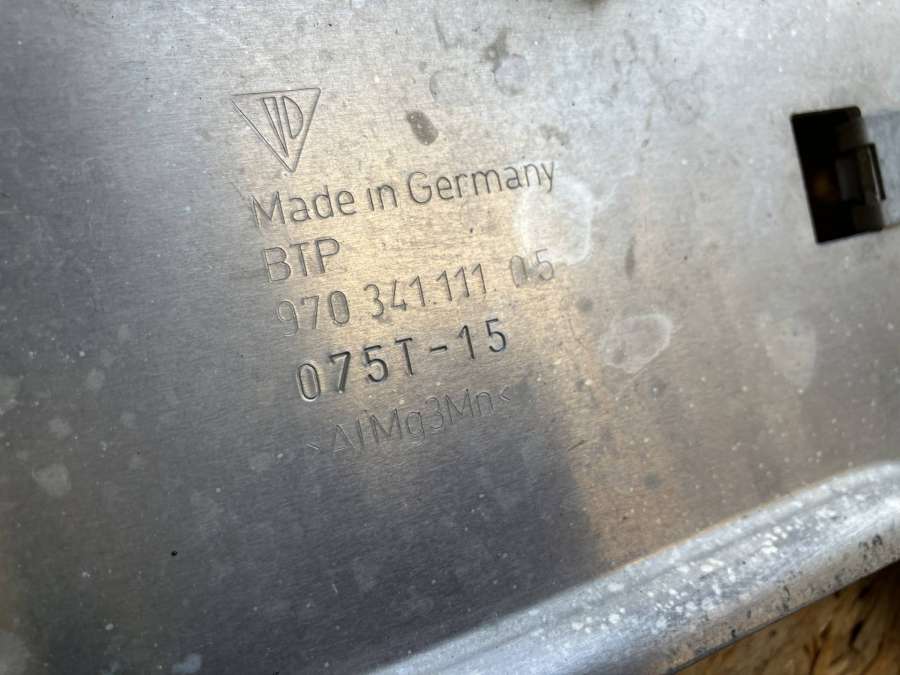 Made in Germany
BTP
970 341.111 05
075T-15
>AlMg3Mn<